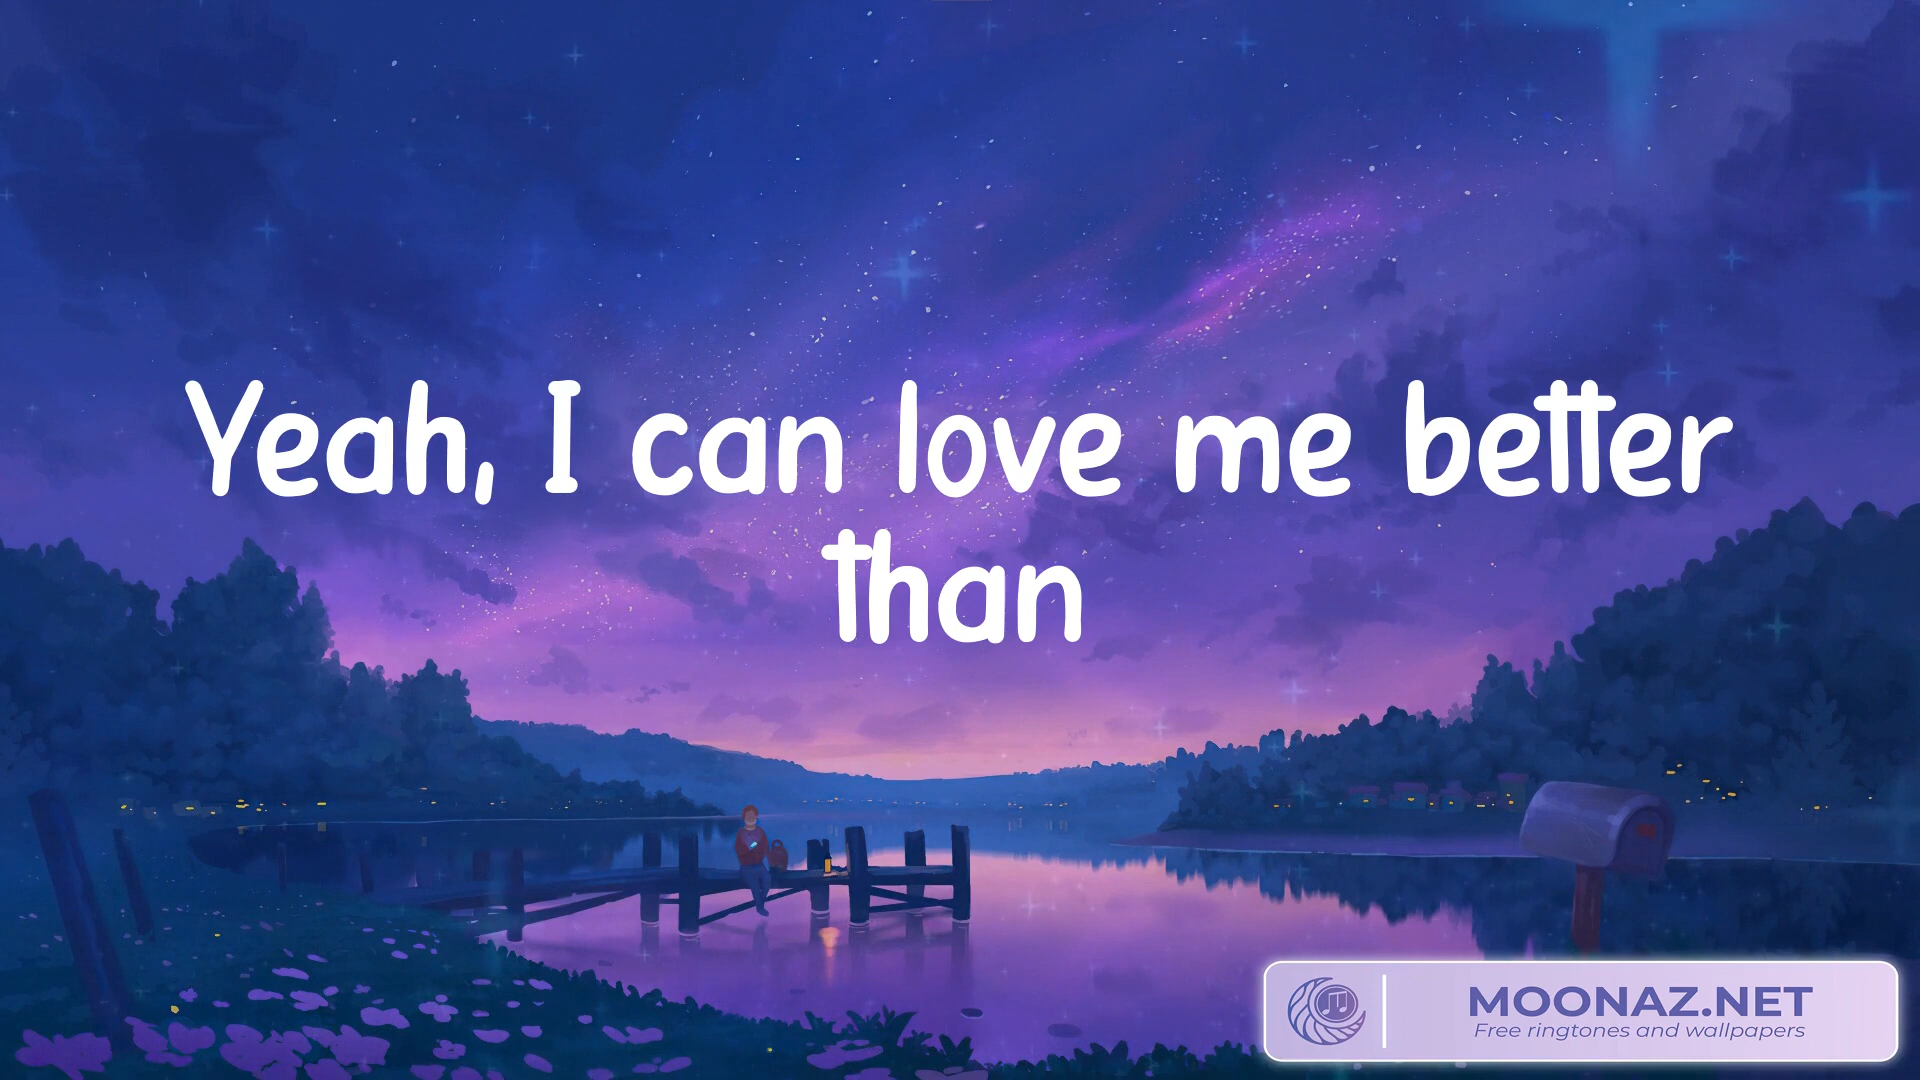 Yeah, I can love me better
than
MOONAZ.NET
Free ringtones and wallpapers